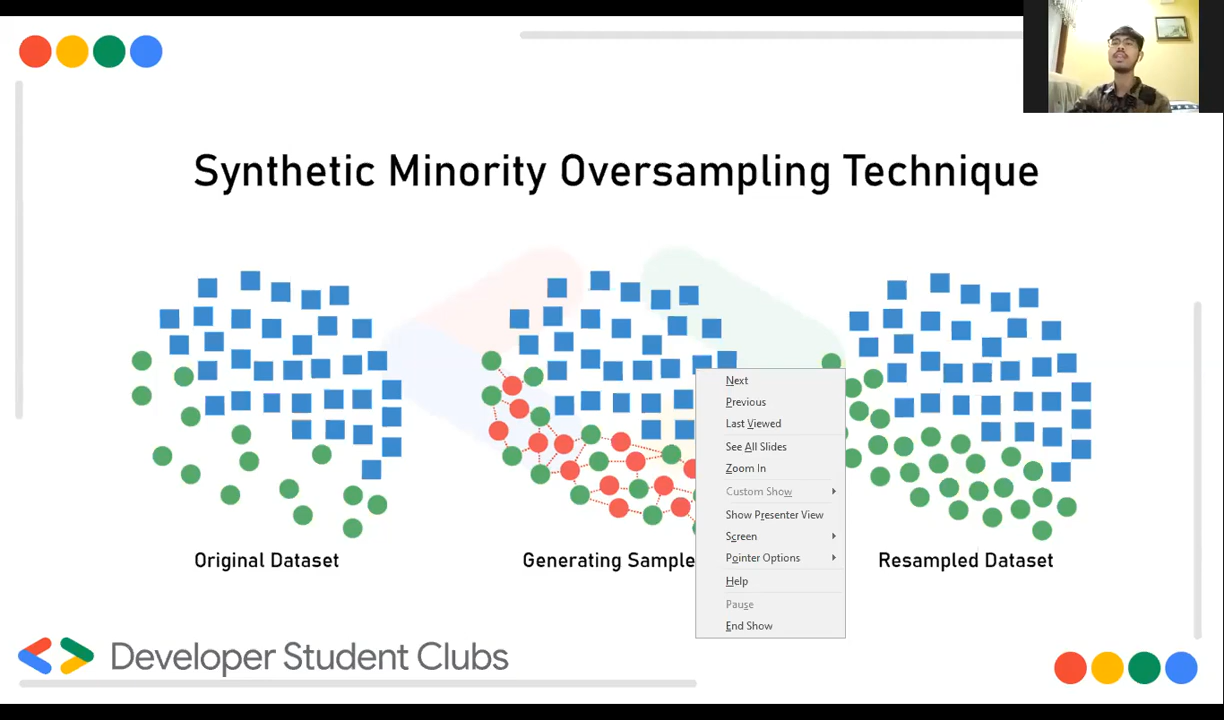 Synthetic Minority Oversampling Technique
Original Dataset
Generating Sample
Resampled Dataset
Next
Previous
Last Viewed
See All Slides
Zoom In
Custom Show
Show Presenter View
Screen
Pointer Options
Help
Pause
End Show
Developer Student Clubs